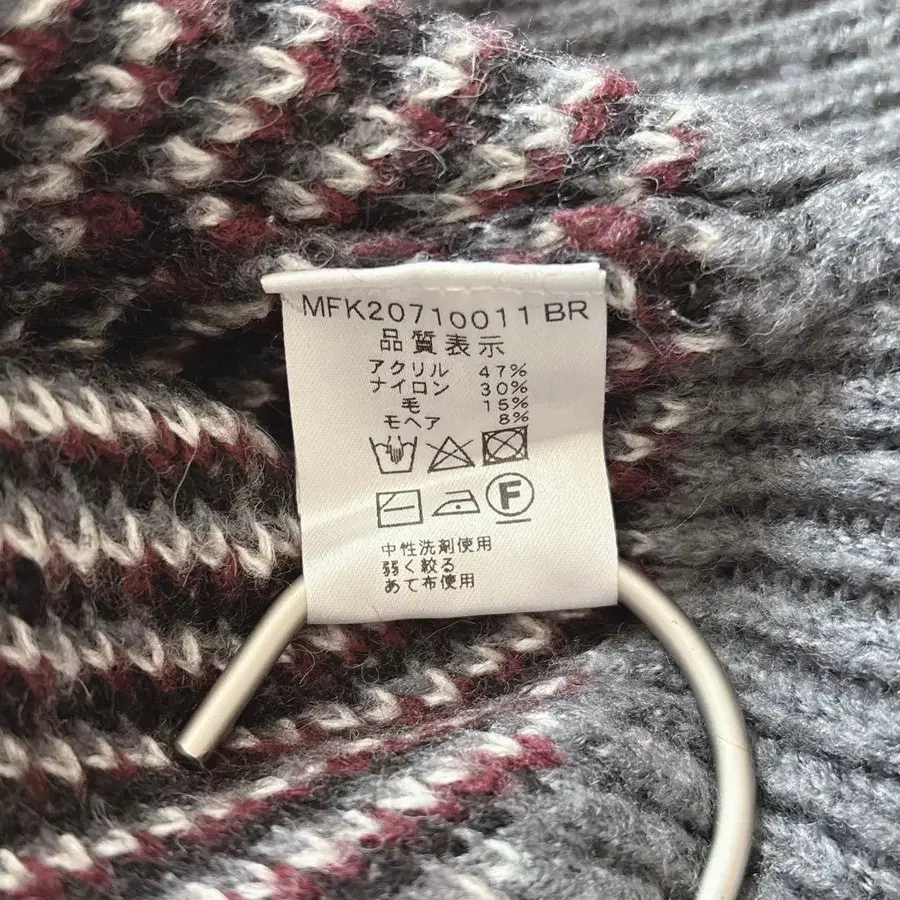 MFK20710011 BR
品質表示
アクリル 47%
ナイロン 30%
毛 15%
モヘア 8%
F
中性洗剤使用
弱く絞る
あて布使用